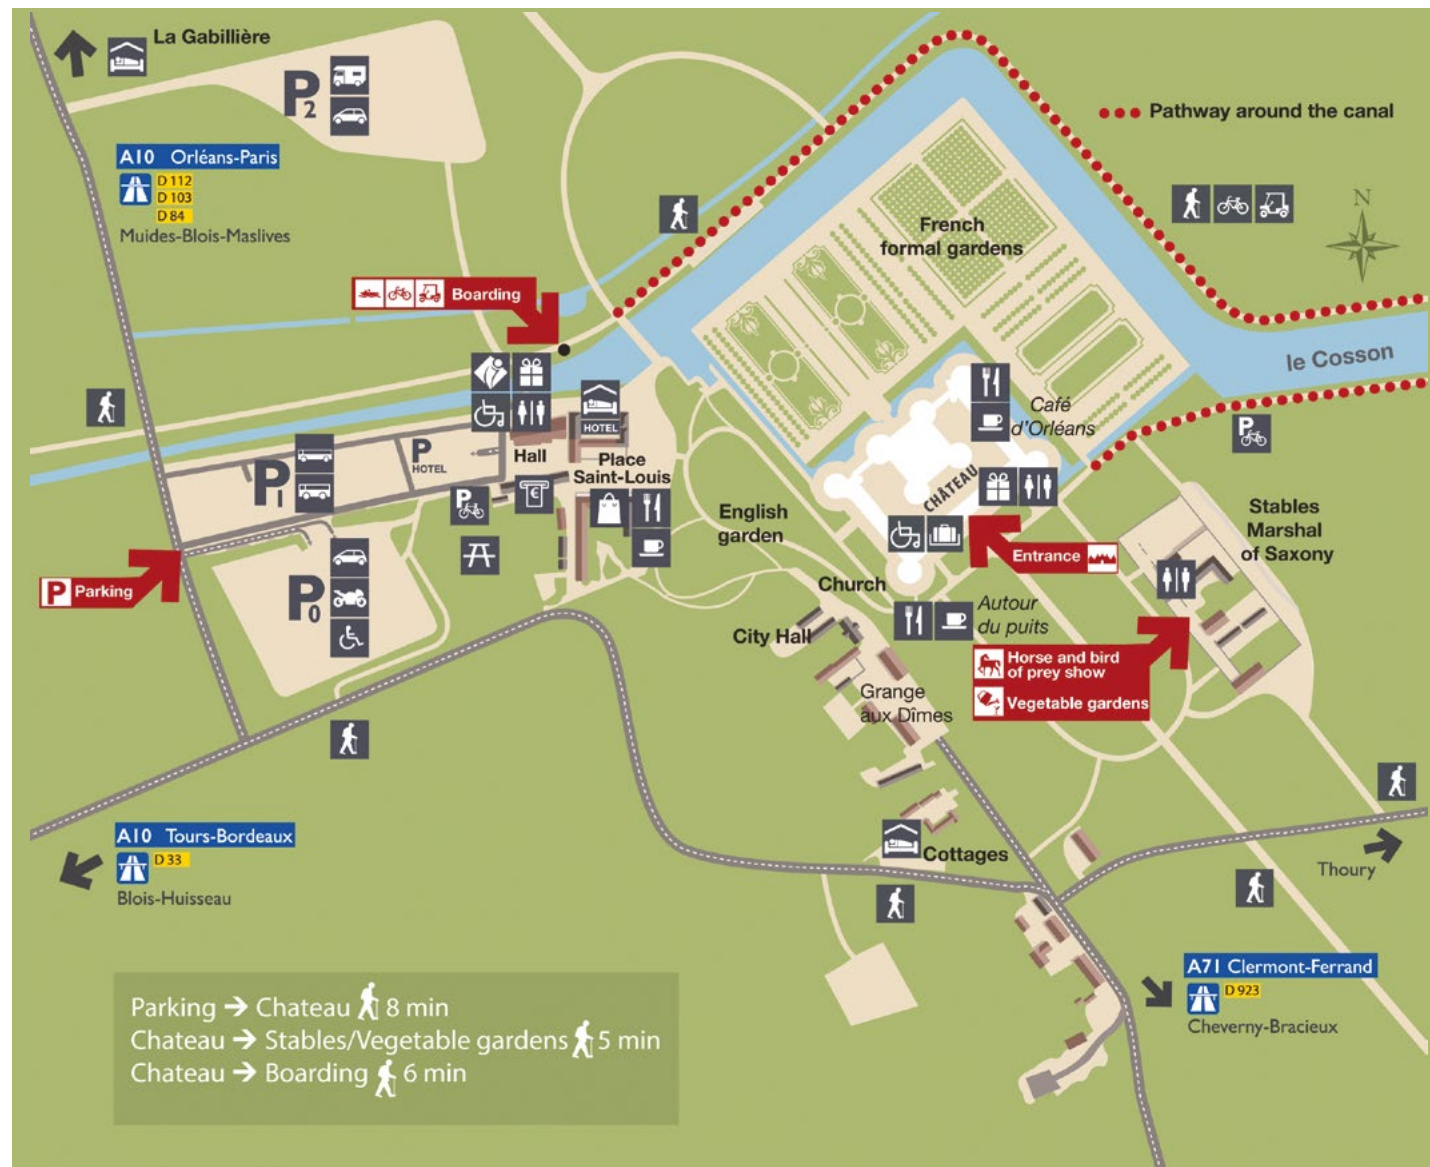 La Gabillière
P2
A10 Orléans-Paris
D 112
D 103
D 84
Muides-Blois-Maslives
Pathway around the canal
N
French
formal gardens
Boarding
le Cosson
Café
d'Orléans
P
HOTEL
P1
HOTEL
Hall
Place
Saint-Louis
€
P
P
CHÂTEAU
English
garden
Stables
Marshal
of Saxony
Entrance
P Parking
P0
Church
Autour
du puits
City Hall
Horse and bird
of prey show
Vegetable gardens
Grange
aux Dîmes
A10 Tours-Bordeaux
D 33
Blois-Huisseau
Cottages
Thoury
A71 Clermont-Ferrand
D 923
Cheverny-Bracieux
Parking → Chateau 8 min
Chateau → Stables/Vegetable gardens 5 min
Chateau → Boarding 6 min